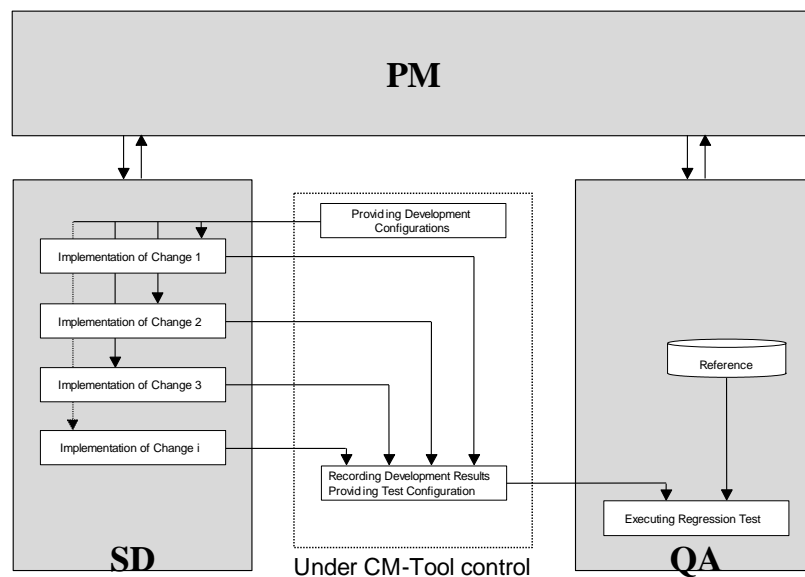 PM
Providing Development
Configurations
Implementation of Change 1
Implementation of Change 2
Implementation of Change 3
Implementation of Change i
Reference
Recording Development Results
Providing Test Configuration
Executing Regression Test
SD
Under CM-Tool control
QA